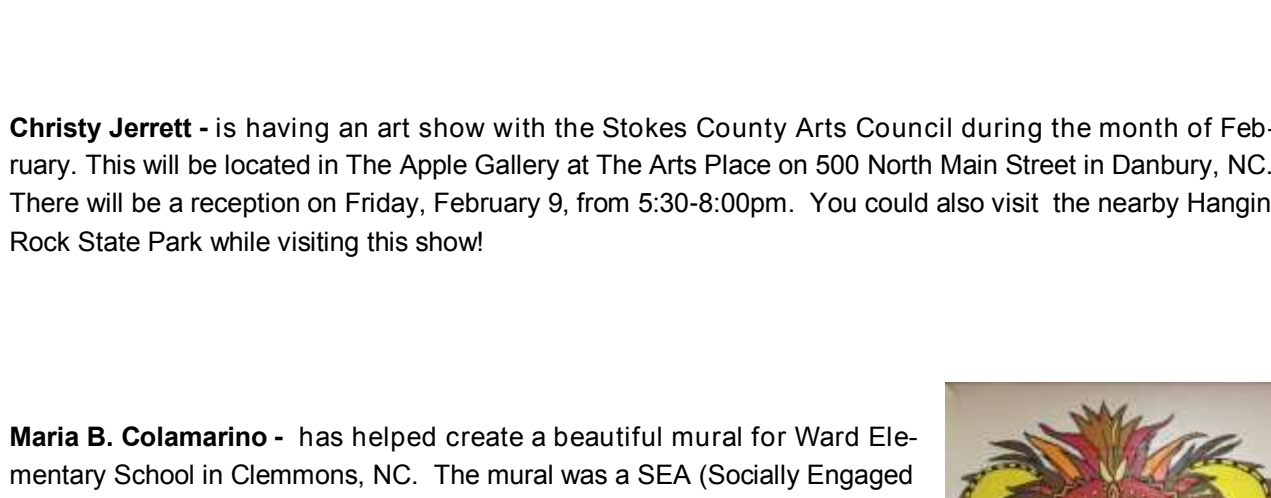 Christy Jerrett - is having an art show with the Stokes County Arts Council during the month of Feb-
ruary. This will be located in The Apple Gallery at The Arts Place on 500 North Main Street in Danbury, NC.
There will be a reception on Friday, February 9, from 5:30-8:00pm.  You could also visit  the nearby Hangin
Rock State Park while visiting this show!
Maria B. Colamarino -  has helped create a beautiful mural for Ward Ele-
mentary School in Clemmons, NC.  The mural was a SEA (Socially Engaged